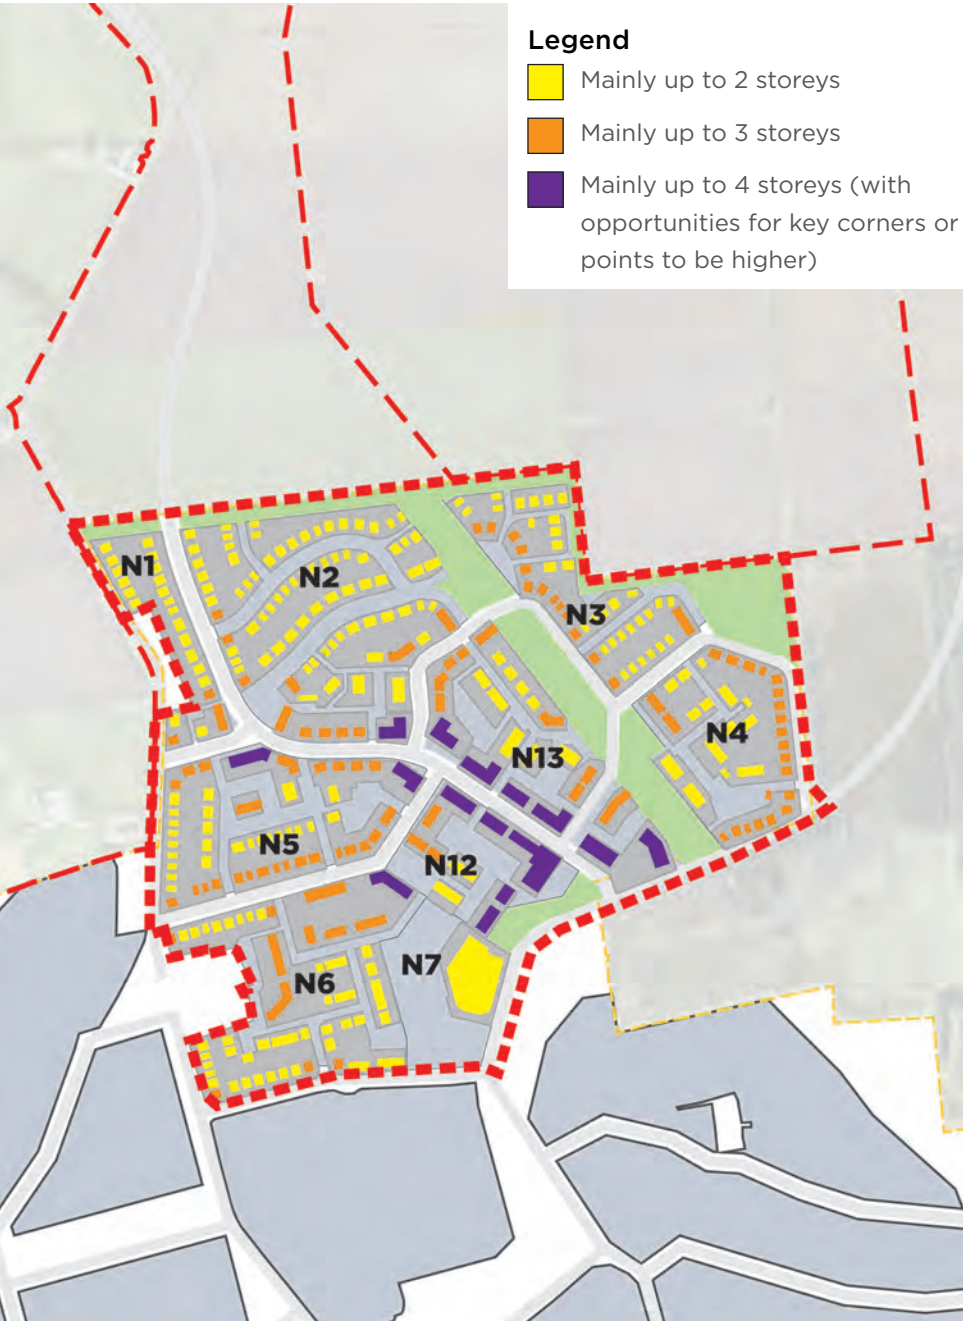 Legend
Mainly up to 2 storeys
Mainly up to 3 storeys
Mainly up to 4 storeys (with
opportunities for key corners or
points to be higher)
N1
N2
N3
N4
N13
N5
N12
N7
N6